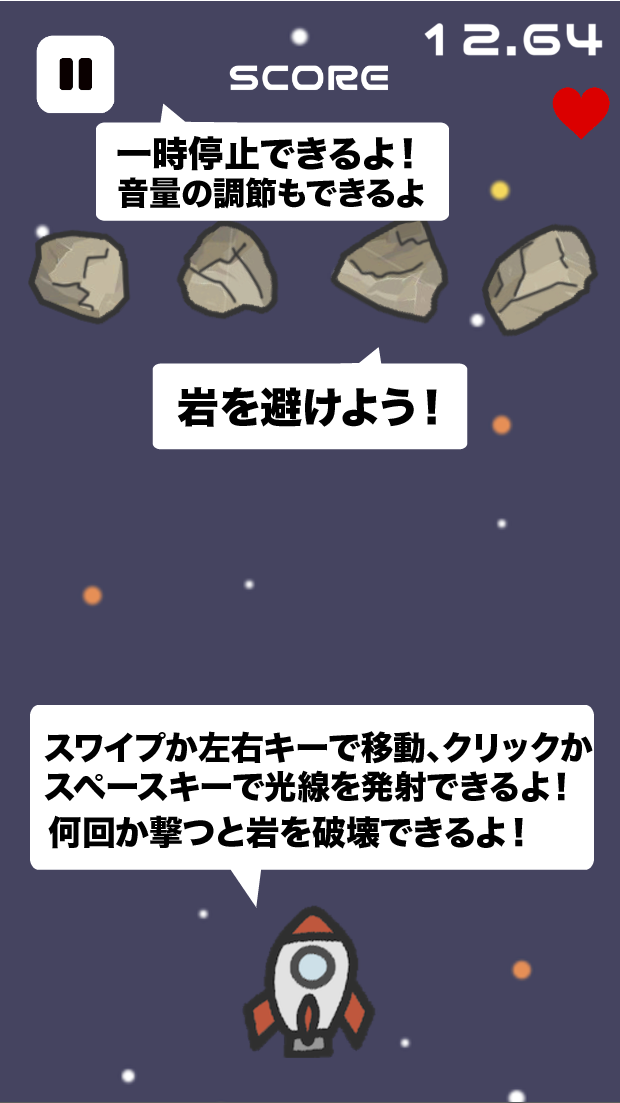 12.64
SCORE
一時停止できるよ！
音量の調節もできるよ
岩を避けよう！
スワイプか左右キーで移動、クリックか
スペースキーで光線を発射できるよ！
何回か撃つと岩を破壊できるよ！